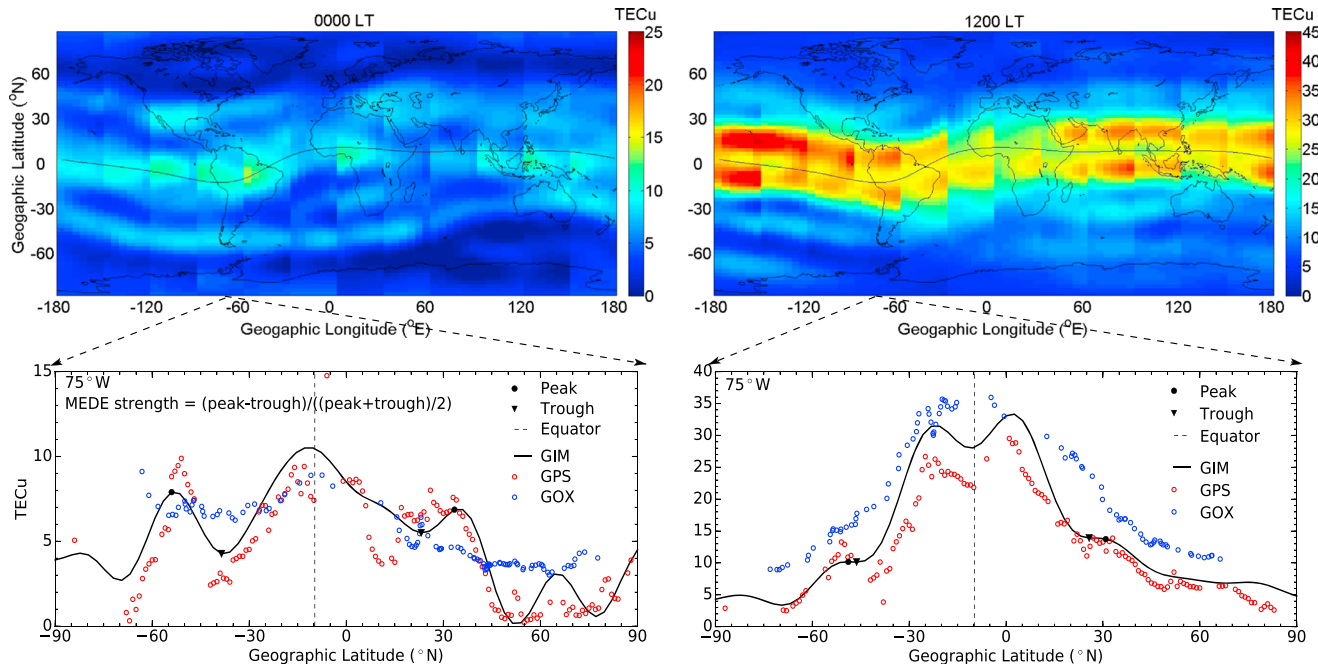 0000 LT
TECu
25
20
15
10
5
0
60
30
0
-30
-60
Geographic Latitude (°N)
-180 -120 -60 0 60 120 180
Geogaphic Longitude (°E)
1200 LT
TECu
45
40
35
30
25
20
15
10
5
0
60
30
0
-30
-60
-180 -120 -60 0 60 120 180
Geogaphic Longitude (°E)
75°W
MEDE strength = (peak-trough)/((peak+trough)/2)
Peak
Trough
Equator
GIM
GPS
GOX
15
10
5
0
TECu
−90 −60 −30 0 30 60 90
Geographic Latitude (°N)
75°W
Peak
Trough
Equator
GIM
GPS
GOX
40
35
30
25
20
15
10
5
0
−90 −60 −30 0 30 60 90
Geographic Latitude (°N)